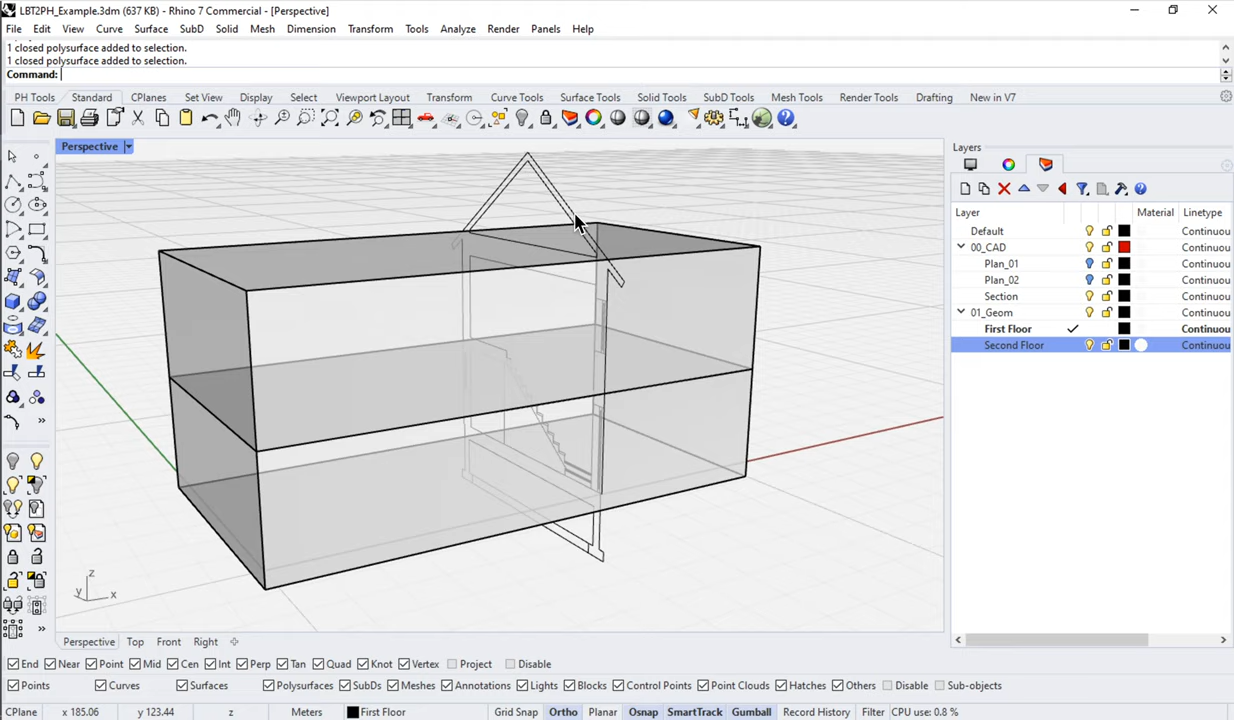 LBT2PH_Example.3dm (637 KB) - Rhino 7 Commercial - [Perspective]
File Edit View Curve Surface SubD Solid Mesh Dimension Transform Tools Analyze Render Panels Help
1 closed polysurface added to selection.
1 closed polysurface added to selection.
Command:
PH Tools Standard CPlanes Set View Display Select Viewport Layout Transform Curve Tools Surface Tools Solid Tools SubD Tools Mesh Tools Render Tools Drafting New in V7
Perspective
Layers
Layer Material Linetype
Default Continuou
00_CAD Continuou
Plan_01 Continuou
Plan_02 Continuou
Section Continuou
01_Geom Continuou
First Floor Continuou
Second Floor Continuou
z
y x
Perspective Top Front Right
End Near Point Mid Cen Int Perp Tan Quad Knot Vertex Project Disable
Points Curves Surfaces Polysurfaces SubDs Meshes Annotations Lights Blocks Control Points Point Clouds Hatches Others Disable Sub-objects
CPlane x 185.06 y 123.44 z Meters First Floor Grid Snap Ortho Planar Osnap SmartTrack Gumball Record History Filter CPU use: 0.8 %